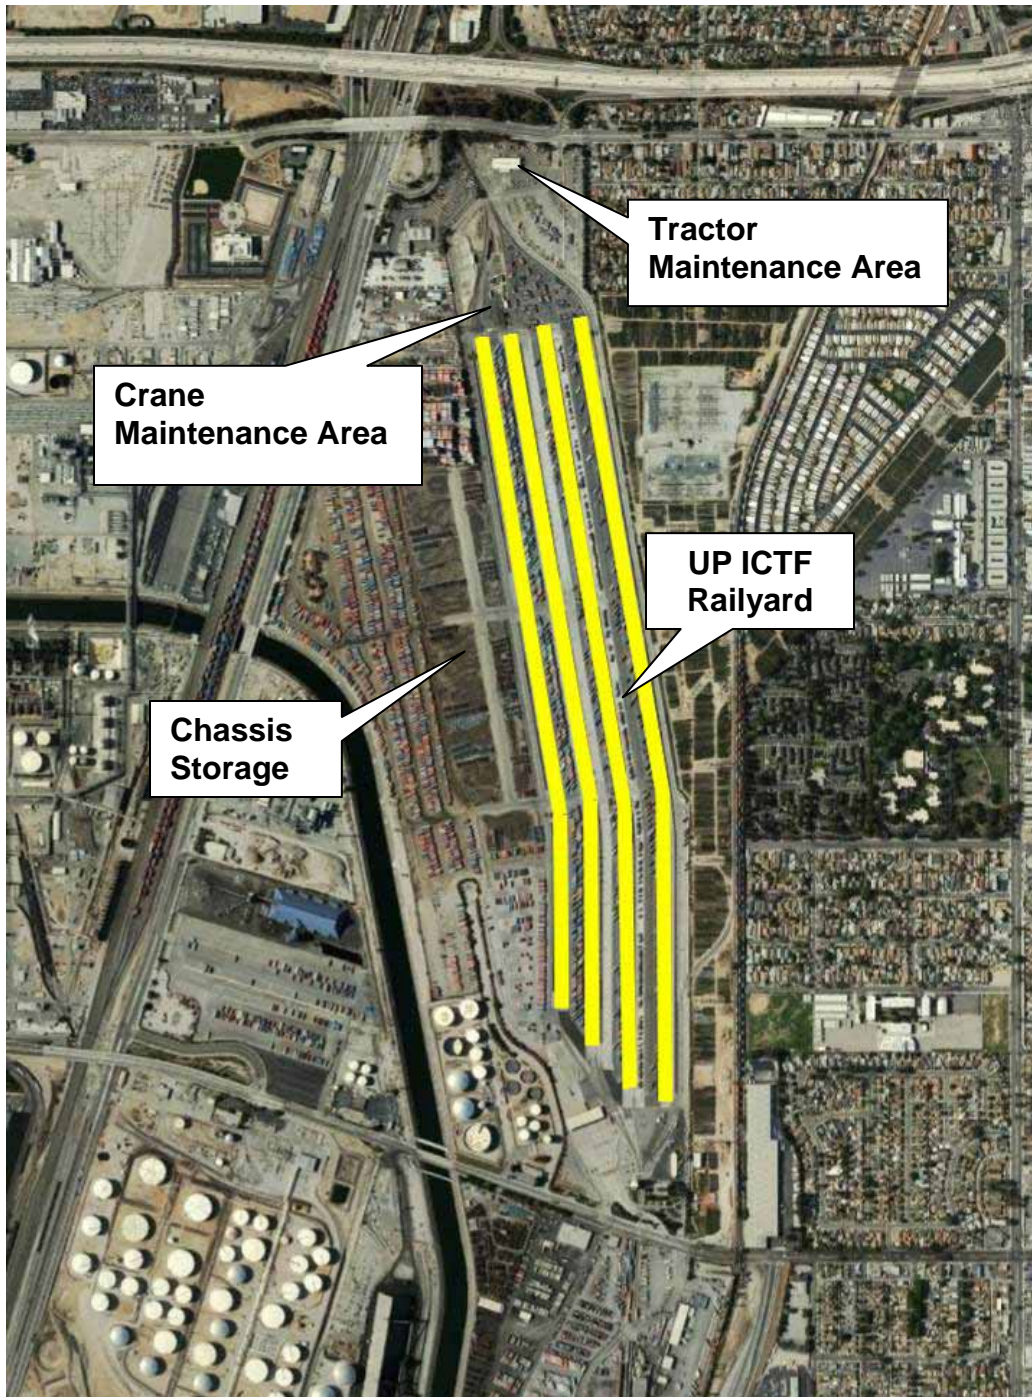 Tractor
Maintenance Area
Crane
Maintenance Area
UP ICTF
Railyard
Chassis
Storage